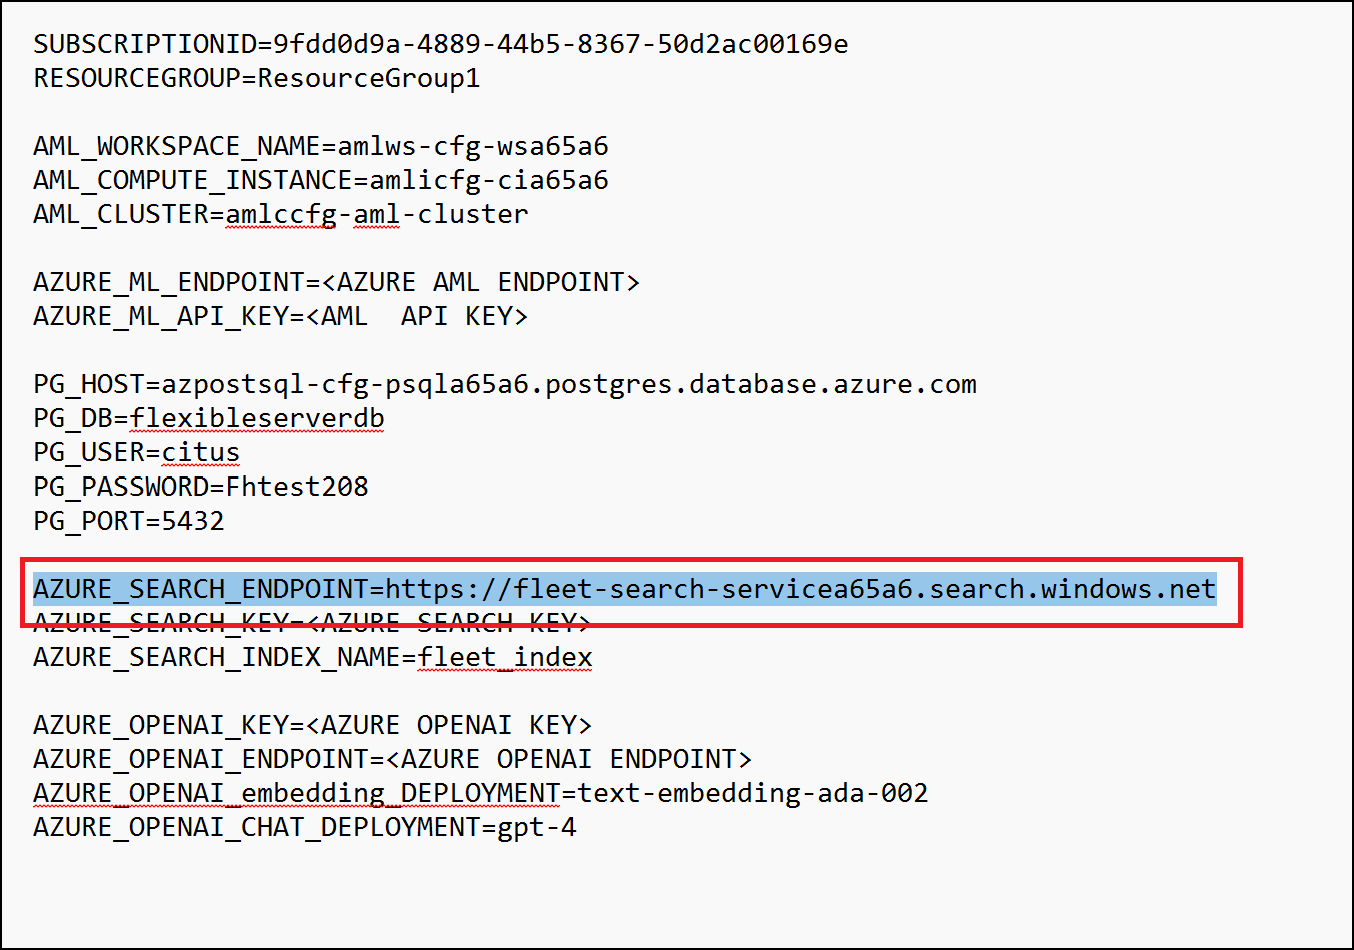 SUBSCRIPTIONID=9fdd0d9a-4889-44b5-8367-50d2ac00169e
RESOURCEGROUP=ResourceGroup1
AML_WORKSPACE_NAME=amlws-cfg-wsa65a6
AML_COMPUTE_INSTANCE=amlicfg-cia65a6
AML_CLUSTER=amlccfg-aml-cluster
AZURE_ML_ENDPOINT=<AZURE AML ENDPOINT>
AZURE_ML_API_KEY=<AML  API KEY>
PG_HOST=azpostsql-cfg-psqla65a6.postgres.database.azure.com
PG_DB=flexibleserverdb
PG_USER=citus
PG_PASSWORD=Fhtest208
PG_PORT=5432
AZURE_SEARCH_ENDPOINT=https://fleet-search-servicea65a6.search.windows.net
AZURE_SEARCH_KEY=<AZURE SEARCH KEY>
AZURE_SEARCH_INDEX_NAME=fleet_index
AZURE_OPENAI_KEY=<AZURE OPENAI KEY>
AZURE_OPENAI_ENDPOINT=<AZURE OPENAI ENDPOINT>
AZURE_OPENAI_embedding_DEPLOYMENT=text-embedding-ada-002
AZURE_OPENAI_CHAT_DEPLOYMENT=gpt-4